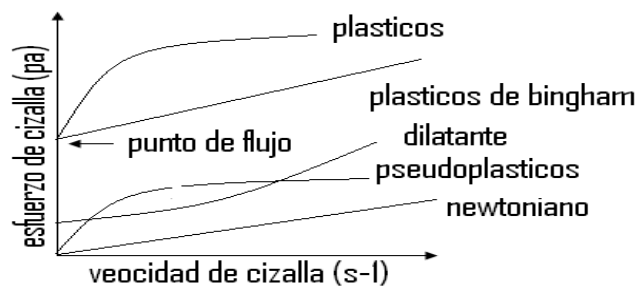 plasticos
esfuerzo de cizalla (pa)
plasticos de bingham
punto de flujo
dilatante
pseudoplasticos
newtoniano
veocidad de cizalla (s-1)